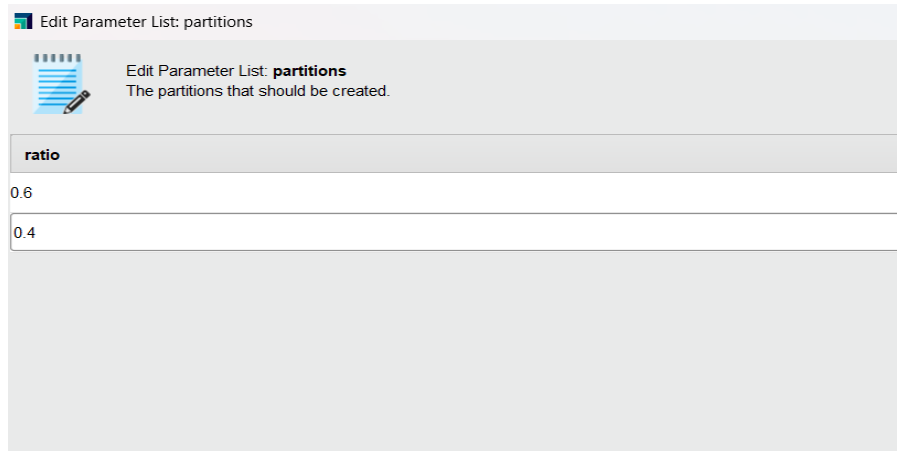 Edit Parameter List: partitions
Edit Parameter List: partitions
The partitions that should be created.
ratio
0.6
0.4